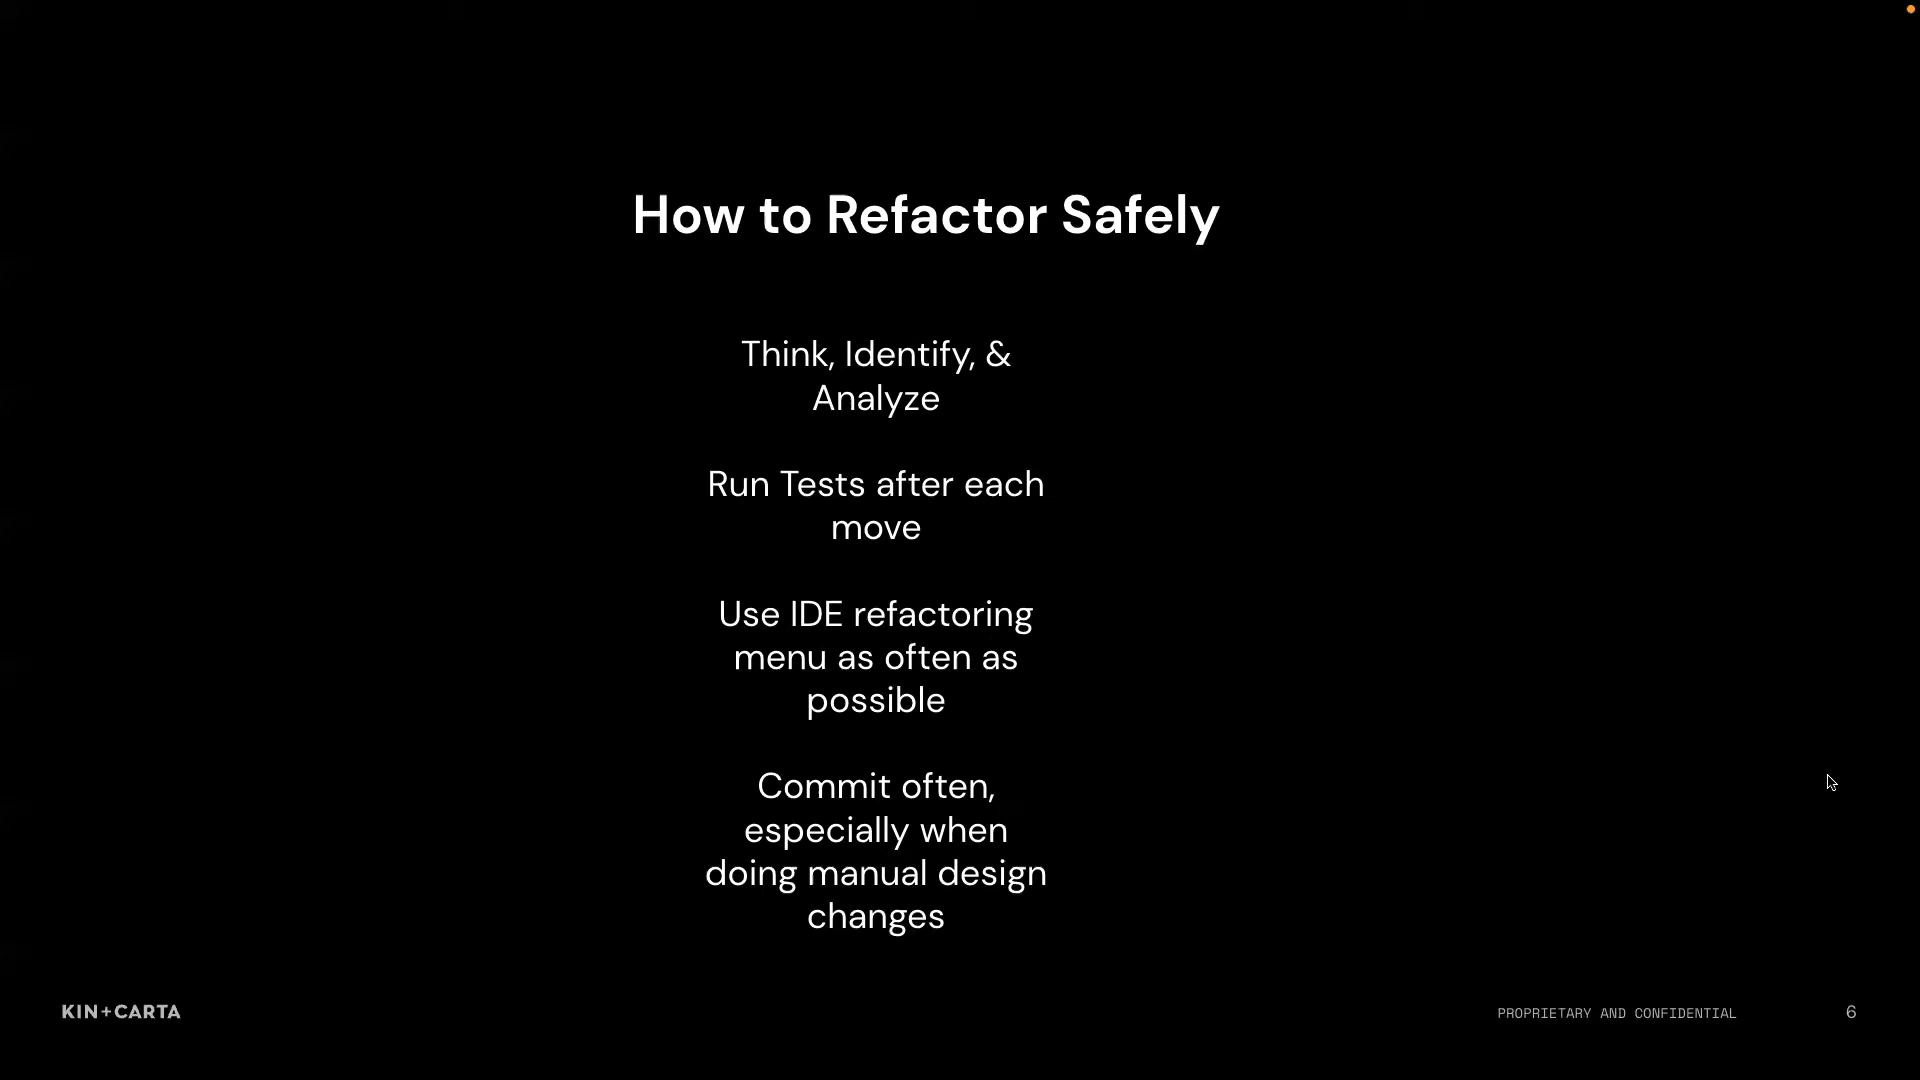 How to Refactor Safely
Think, Identify, &
Analyze
Run Tests after each
move
Use IDE refactoring
menu as often as
possible
Commit often,
especially when
doing manual design
changes
KIN+CARTA
PROPRIETARY AND CONFIDENTIAL
6